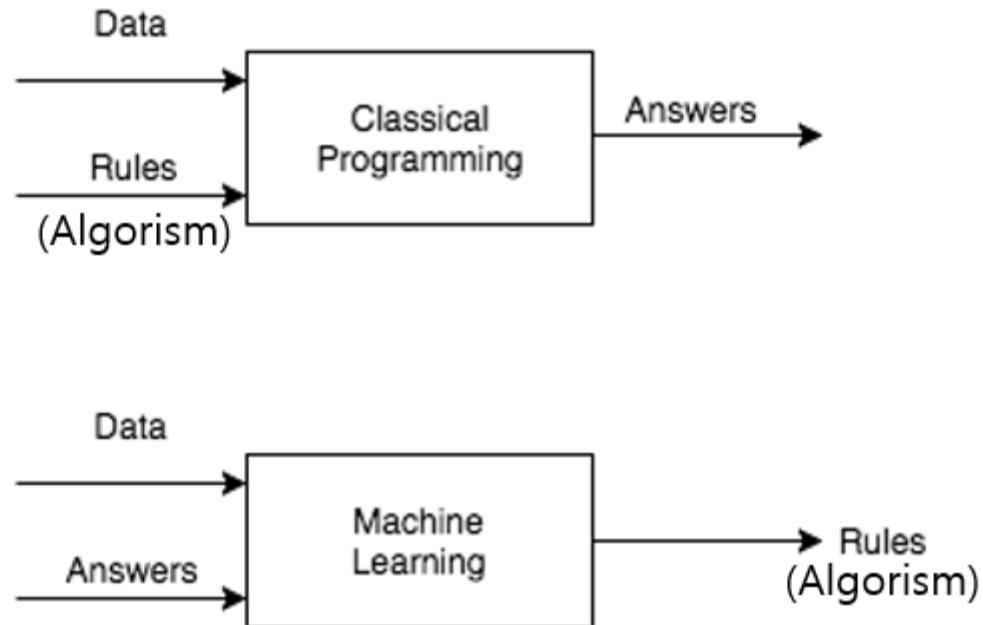 Data
Classical
Programming
Answers
Rules
(Algorism)
Data
Machine
Learning
Answers
Rules
(Algorism)